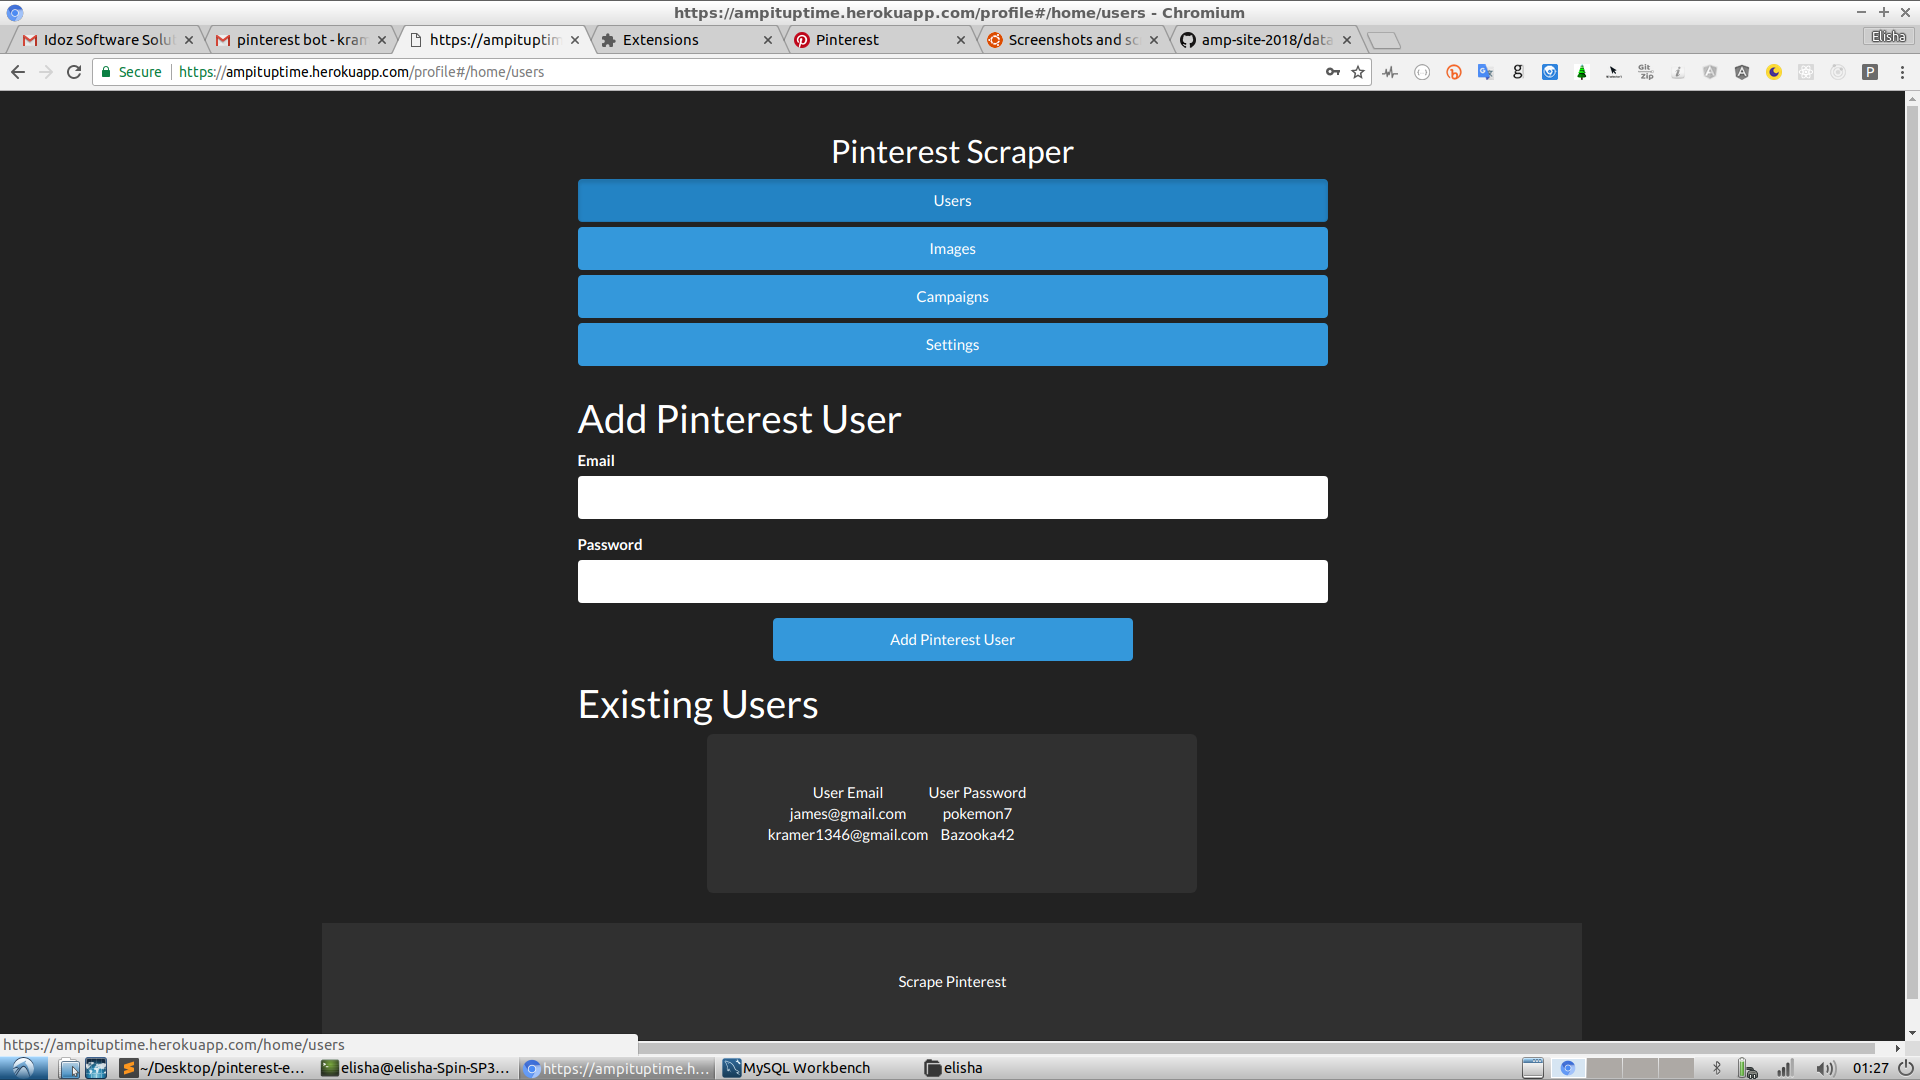 https://ampituptime.herokuapp.com/profile#/home/users - Chromium
Idoz Software Solut
pinterest bot - kram
https://ampituptim
Extensions
Pinterest
Screenshots and sc
amp-site-2018/data
Elisha
Secure https://ampituptime.herokuapp.com/profile#/home/users
Pinterest Scraper
Users
Images
Campaigns
Settings
Add Pinterest User
Email
Password
Add Pinterest User
Existing Users
User Email User Password
james@gmail.com pokemon7
kramer1346@gmail.com Bazooka42
Scrape Pinterest
https://ampituptime.herokuapp.com/home/users
~/Desktop/pinterest-e...
elisha@elisha-Spin-SP3...
https://ampituptime.h...
MySQL Workbench
elisha
01:27